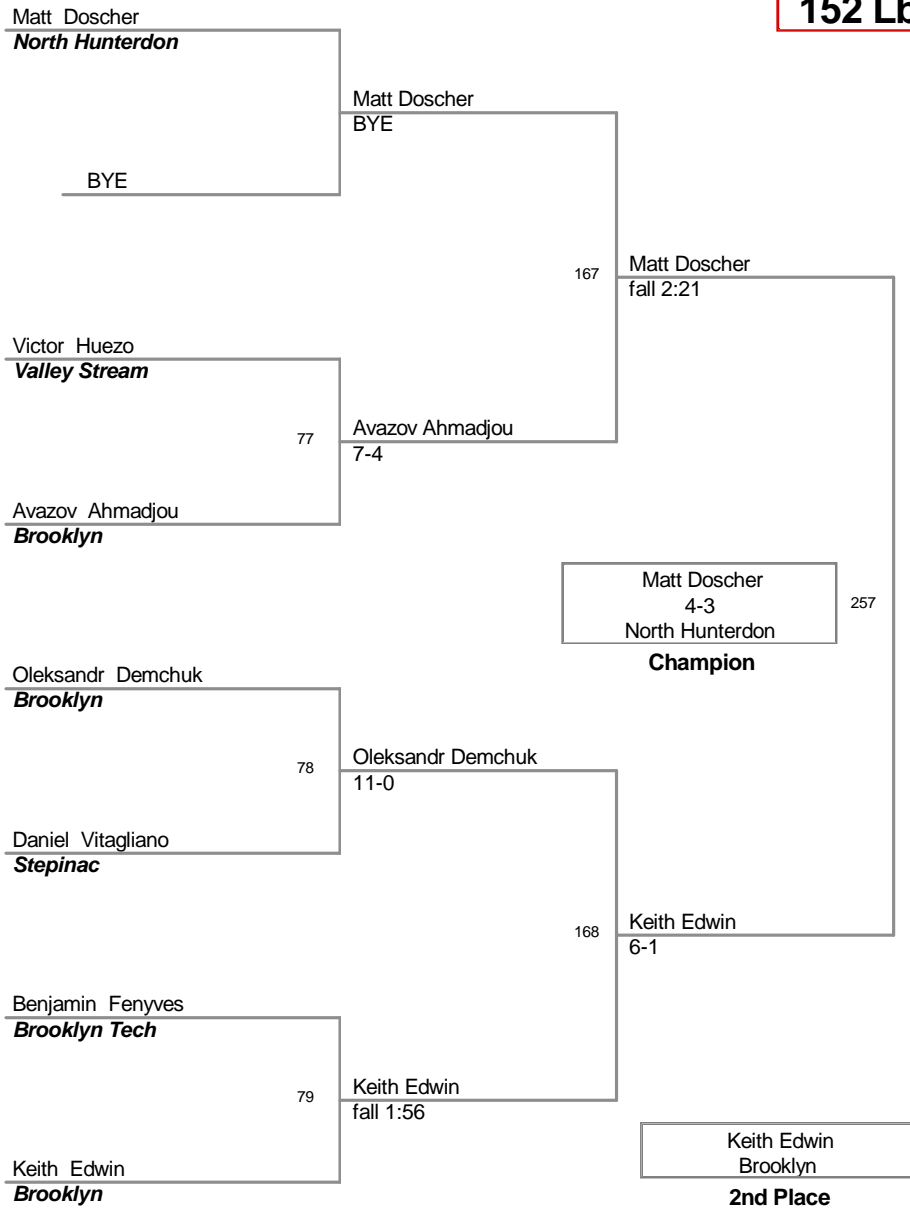 152 Lb
Matt Doscher
North Hunterdon
Matt Doscher
BYE
BYE
167
Matt Doscher
fall 2:21
Victor Huezo
Valley Stream
77
Avazov Ahmadjou
7-4
Avazov Ahmadjou
Brooklyn
Matt Doscher
4-3
North Hunterdon
257
Champion
Oleksandr Demchuk
Brooklyn
78
Oleksandr Demchuk
11-0
Daniel Vitagliano
Stepinac
168
Keith Edwin
6-1
Benjamin Fenyves
Brooklyn Tech
79
Keith Edwin
fall 1:56
Keith Edwin
Brooklyn
Keith Edwin
Brooklyn
2nd Place